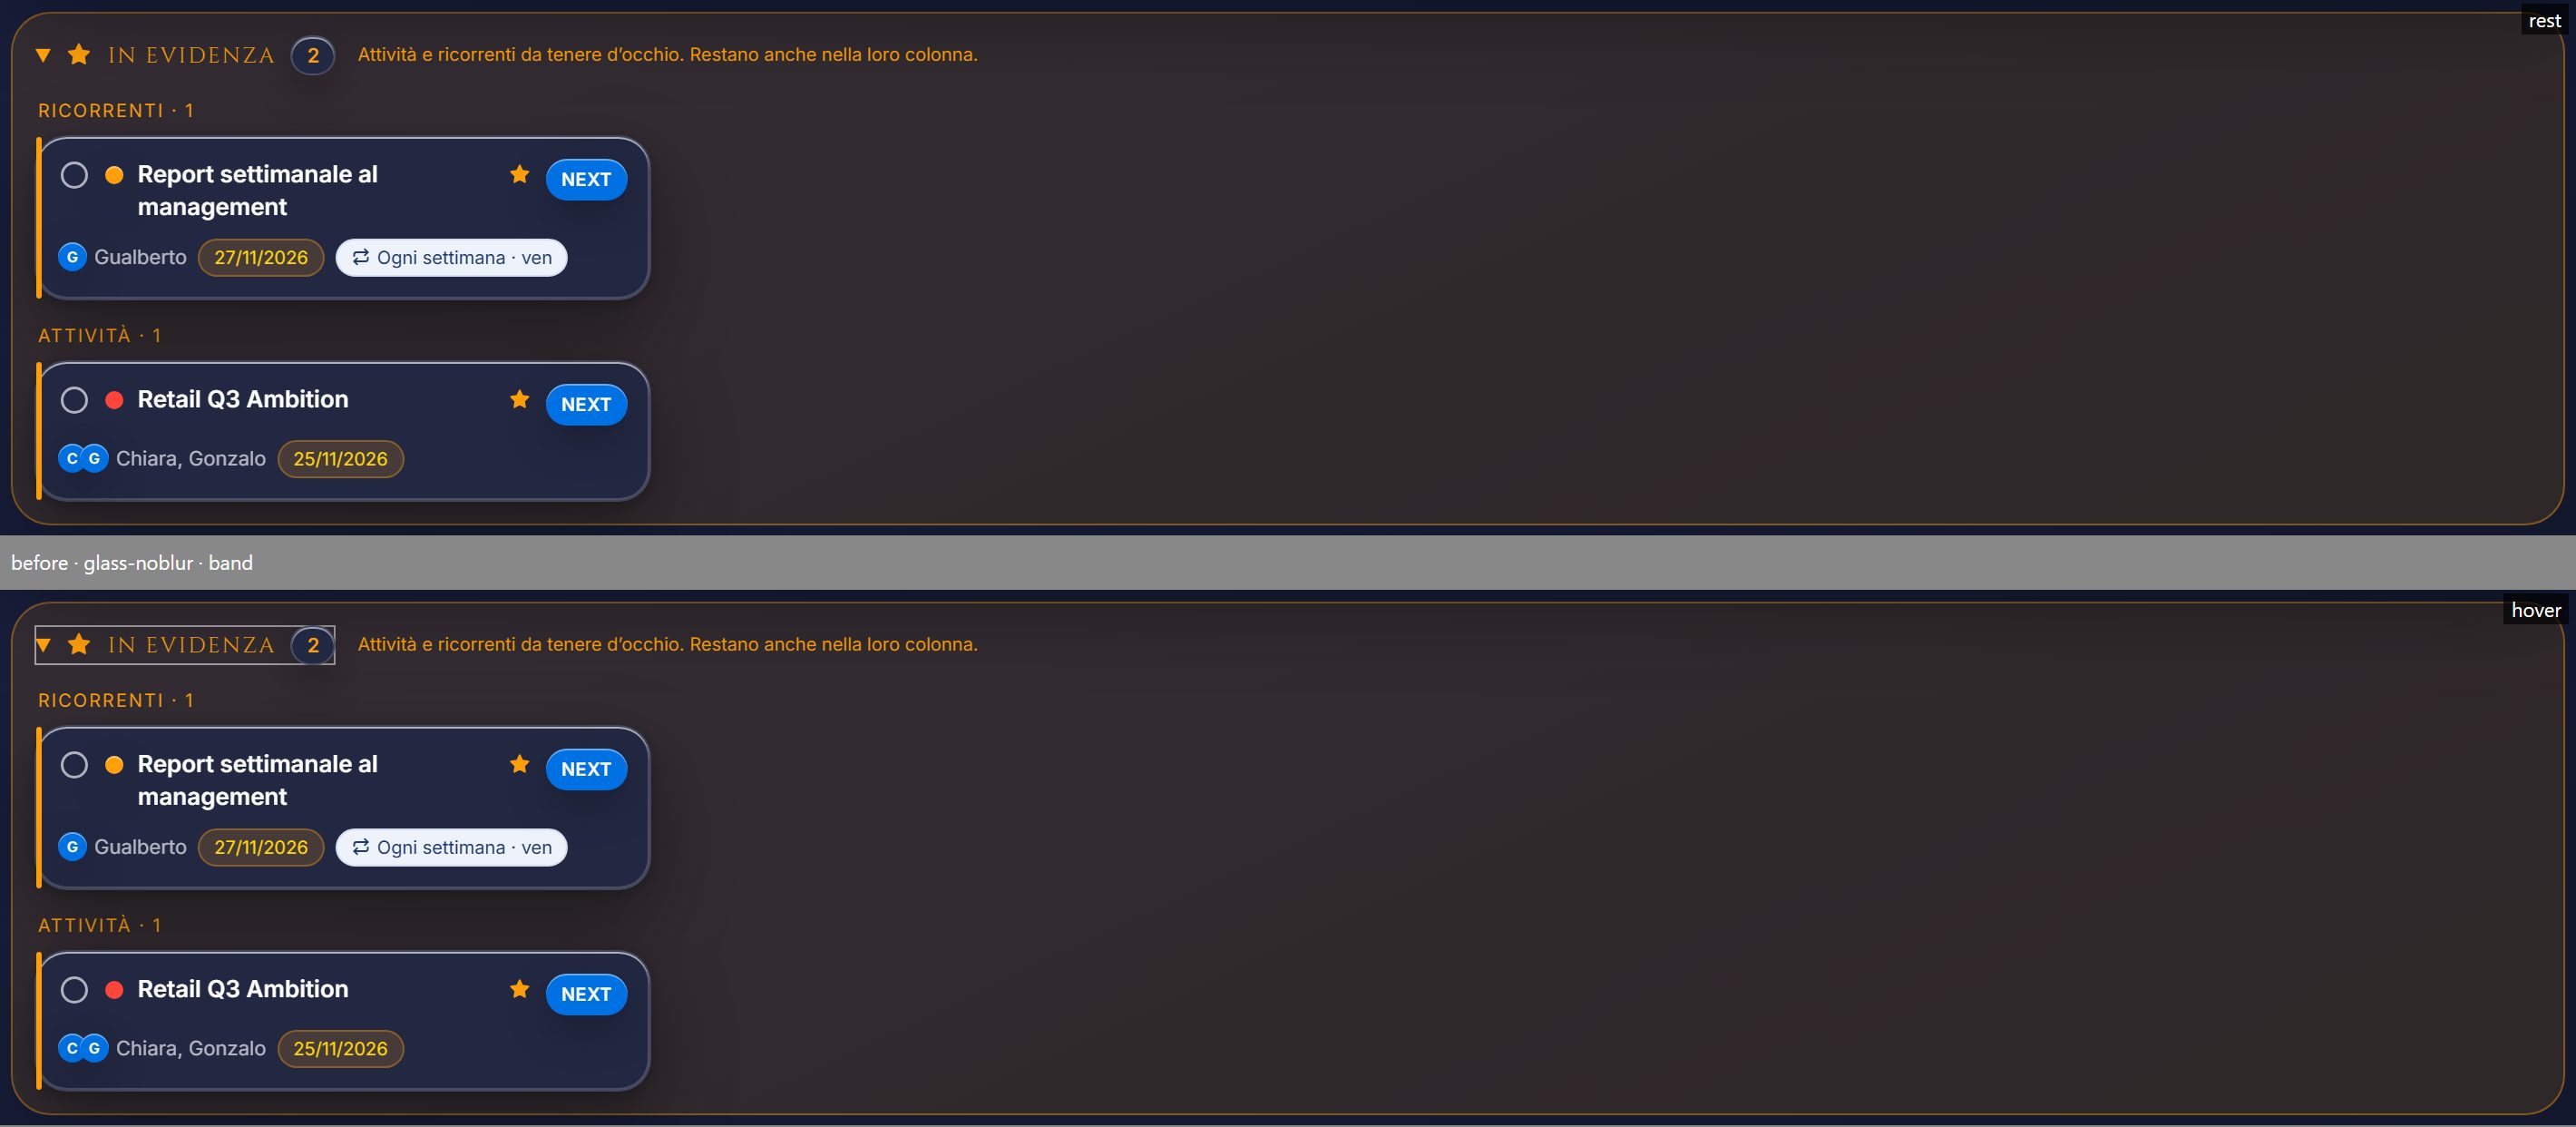 rest
▼ ★ IN EVIDENZA 2 Attività e ricorrenti da tenere d’occhio. Restano anche nella loro colonna.
RICORRENTI · 1
Report settimanale al ★ NEXT
management
G Gualberto 27/11/2026 Ogni settimana · ven
ATTIVITÀ · 1
Retail Q3 Ambition ★ NEXT
C G Chiara, Gonzalo 25/11/2026
before · glass-noblur · band
hover
▼ ★ IN EVIDENZA 2 Attività e ricorrenti da tenere d’occhio. Restano anche nella loro colonna.
RICORRENTI · 1
Report settimanale al ★ NEXT
management
G Gualberto 27/11/2026 Ogni settimana · ven
ATTIVITÀ · 1
Retail Q3 Ambition ★ NEXT
C G Chiara, Gonzalo 25/11/2026